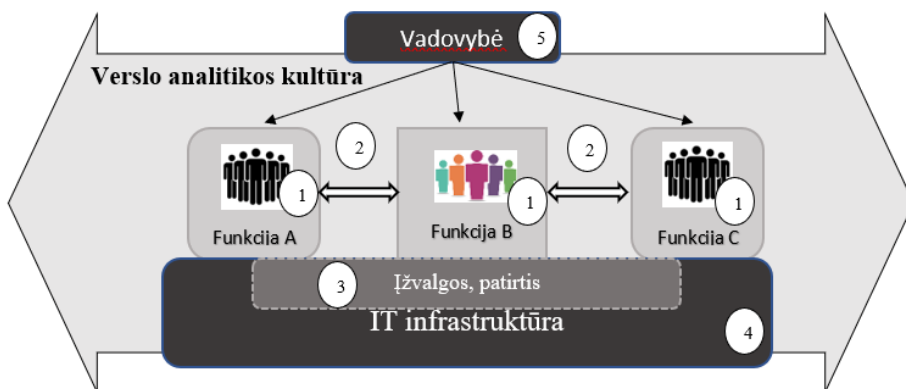 Vadovybė
5
Verslo analitikos kultūra
2
2
1
1
1
Funkcija A
Funkcija B
Funkcija C
3
Įžvalgos, patirtis
IT infrastruktūra
4